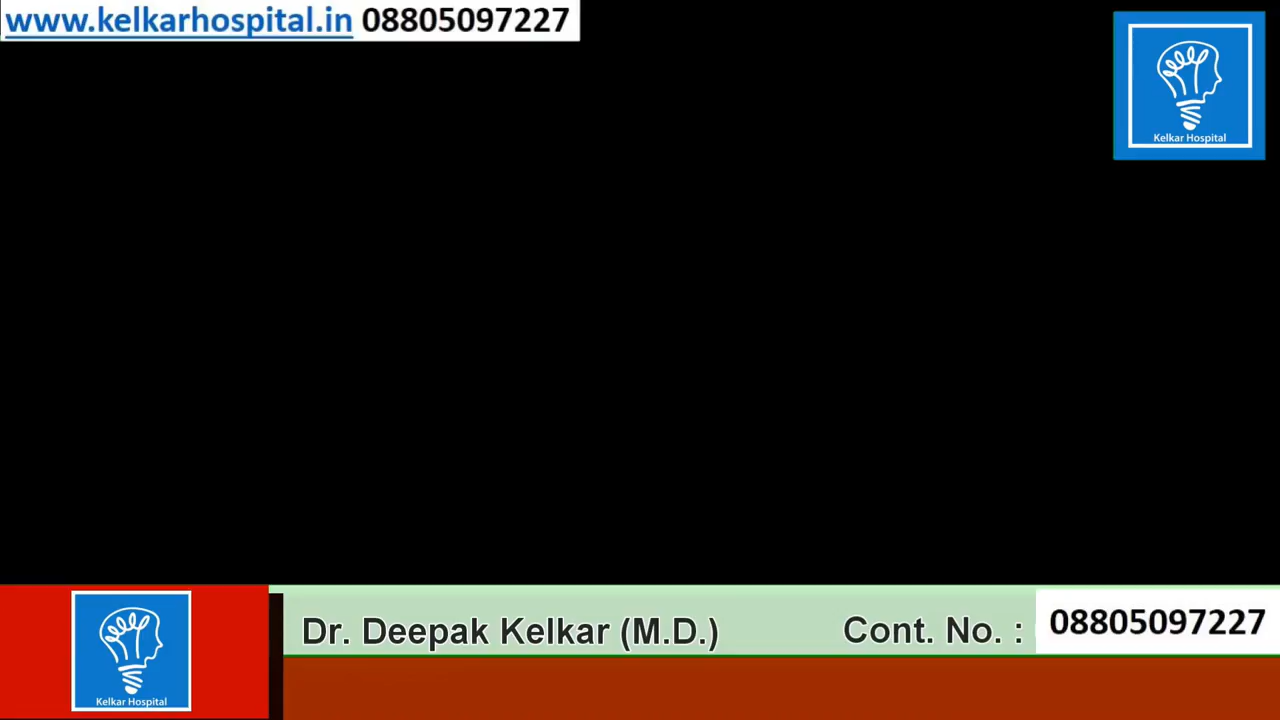 www.kelkarhospital.in 08805097227
Kelkar Hospital
Dr. Deepak Kelkar (M.D.)
Cont. No. : 08805097227
Kelkar Hospital